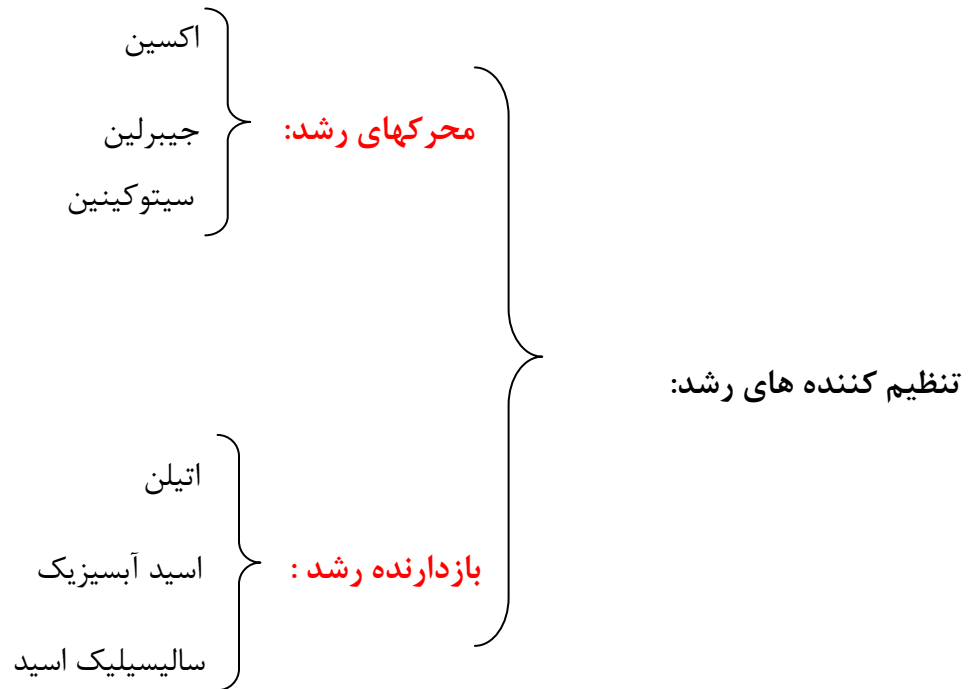 تنظیم کننده های رشد:
محرکهای رشد:
اکسین
جیبرلین
سیتوکینین
بازدارنده رشد :
اتیلن
اسید آبسیزیک
سالیسیلیک اسید